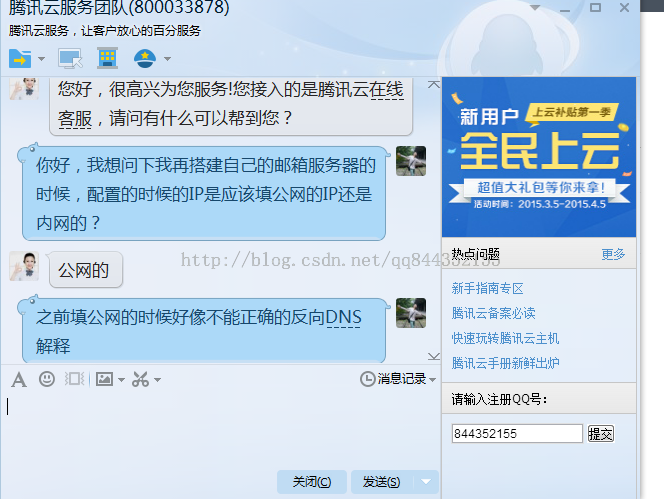 腾讯云服务团队(800033878)
腾讯云服务，让客户放心的百分服务
您好，很高兴为您服务!您接入的是腾讯云在线
客服，请问有什么可以帮到您？
你好，我想问下我再搭建自己的邮箱服务器的
时候，配置的时候的IP是应该填公网的IP还是
内网的？
公网的
之前填公网的时候好像不能正确的反向DNS
解释
消息记录
关闭(C)
发送(S)
新用户
上云补贴第一季
全民上云
超值大礼包等你来拿!
活动时间：2015.3.5-2015.4.5
热点问题
更多
新手指南专区
腾讯云备案必读
快速玩转腾讯云主机
腾讯云手册新鲜出炉
请输入注册QQ号：
844352155
提交
http://blog.csdn.net/qq844352155